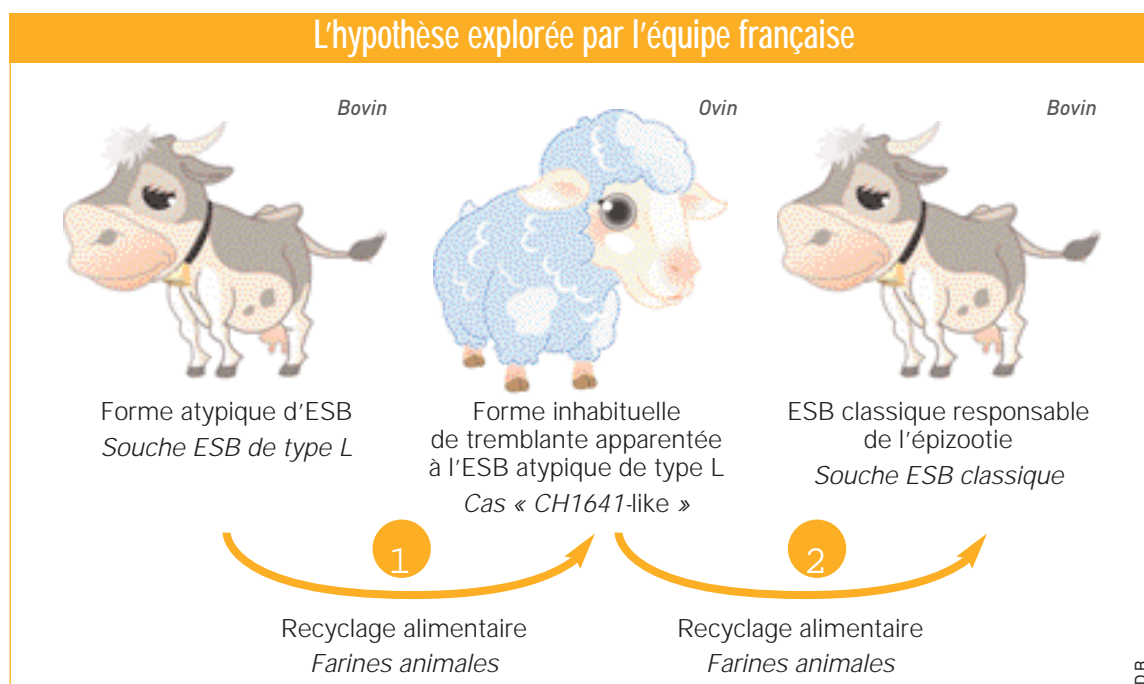 L'hypothèse explorée par l'équipe française
Bovin
Ovin
Bovin
Forme atypique d'ESB
Souche ESB de type L
Forme inhabituelle
de tremblante apparentée
à l'ESB atypique de type L
Cas « CH1641-like »
ESB classique responsable
de l'épizootie
Souche ESB classique
1
2
Recyclage alimentaire
Farines animales
Recyclage alimentaire
Farines animales